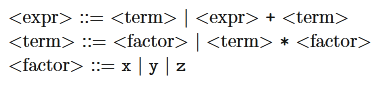 <expr> ::= <term> | <expr> + <term>
<term> ::= <factor> | <term> * <factor>
<factor> ::= x | y | z